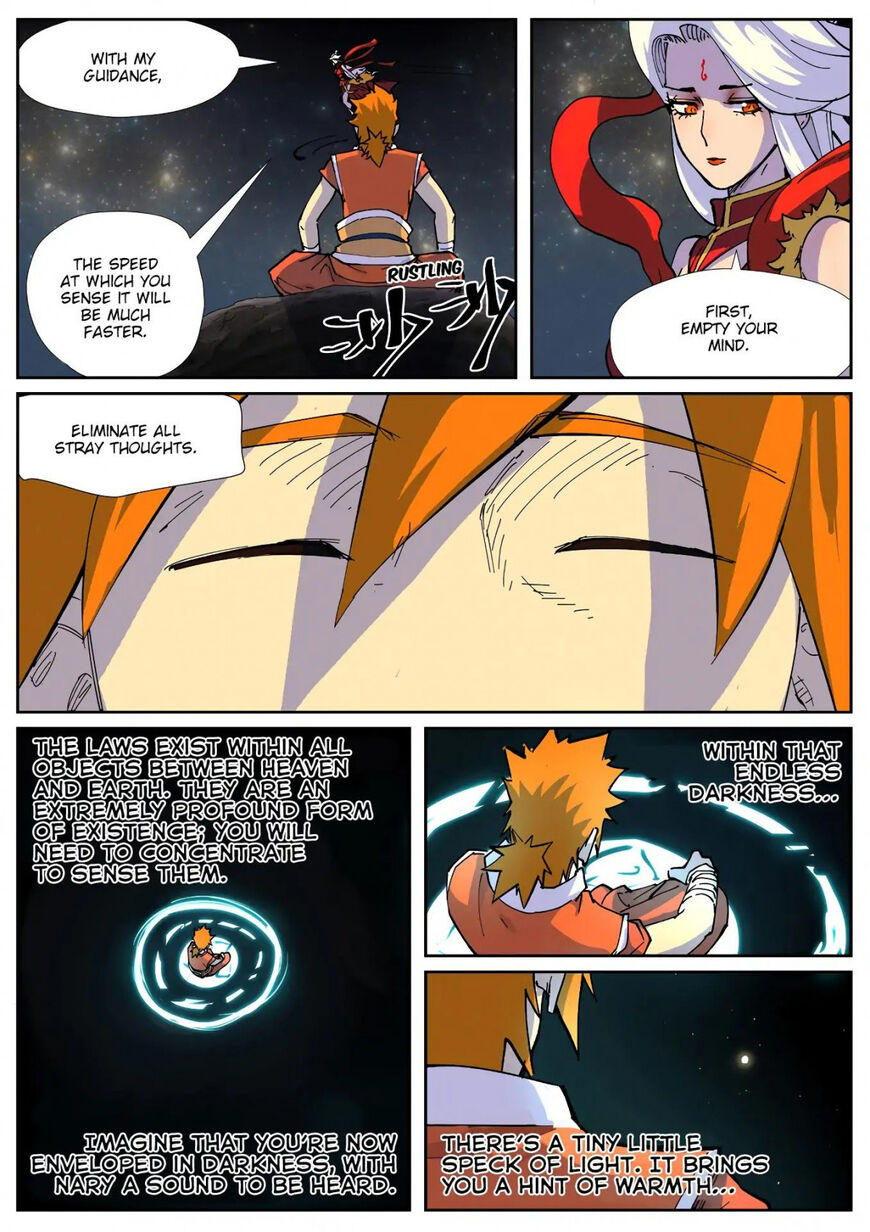 WITH MY
GUIDANCE,
THE SPEED
AT WHICH YOU
SENSE IT WILL
BE MUCH
FASTER.
RUSTLING
FIRST,
EMPTY YOUR
MIND.
ELIMINATE ALL
STRAY THOUGHTS.
THE LAWS EXIST WITHIN ALL
OBJECTS BETWEEN HEAVEN
AND EARTH. THEY ARE AN
EXTREMELY PROFOUND FORM
OF EXISTENCE; YOU WILL
NEED TO CONCENTRATE
TO SENSE THEM.
IMAGINE THAT YOU'RE NOW
ENVELOPED IN DARKNESS, WITH
NARY A SOUND TO BE HEARD.
WITHIN THAT
ENDLESS
DARKNESS...
THERE'S A TINY LITTLE
SPECK OF LIGHT. IT BRINGS
YOU A HINT OF WARMTH...